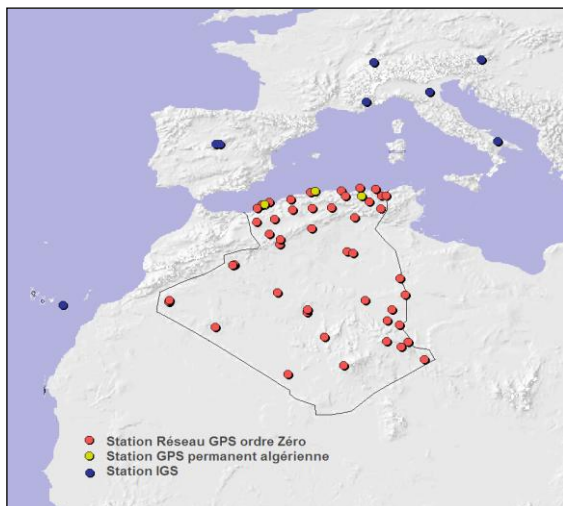 Station Réseau GPS ordre Zéro
Station GPS permanent algérienne
Station IGS